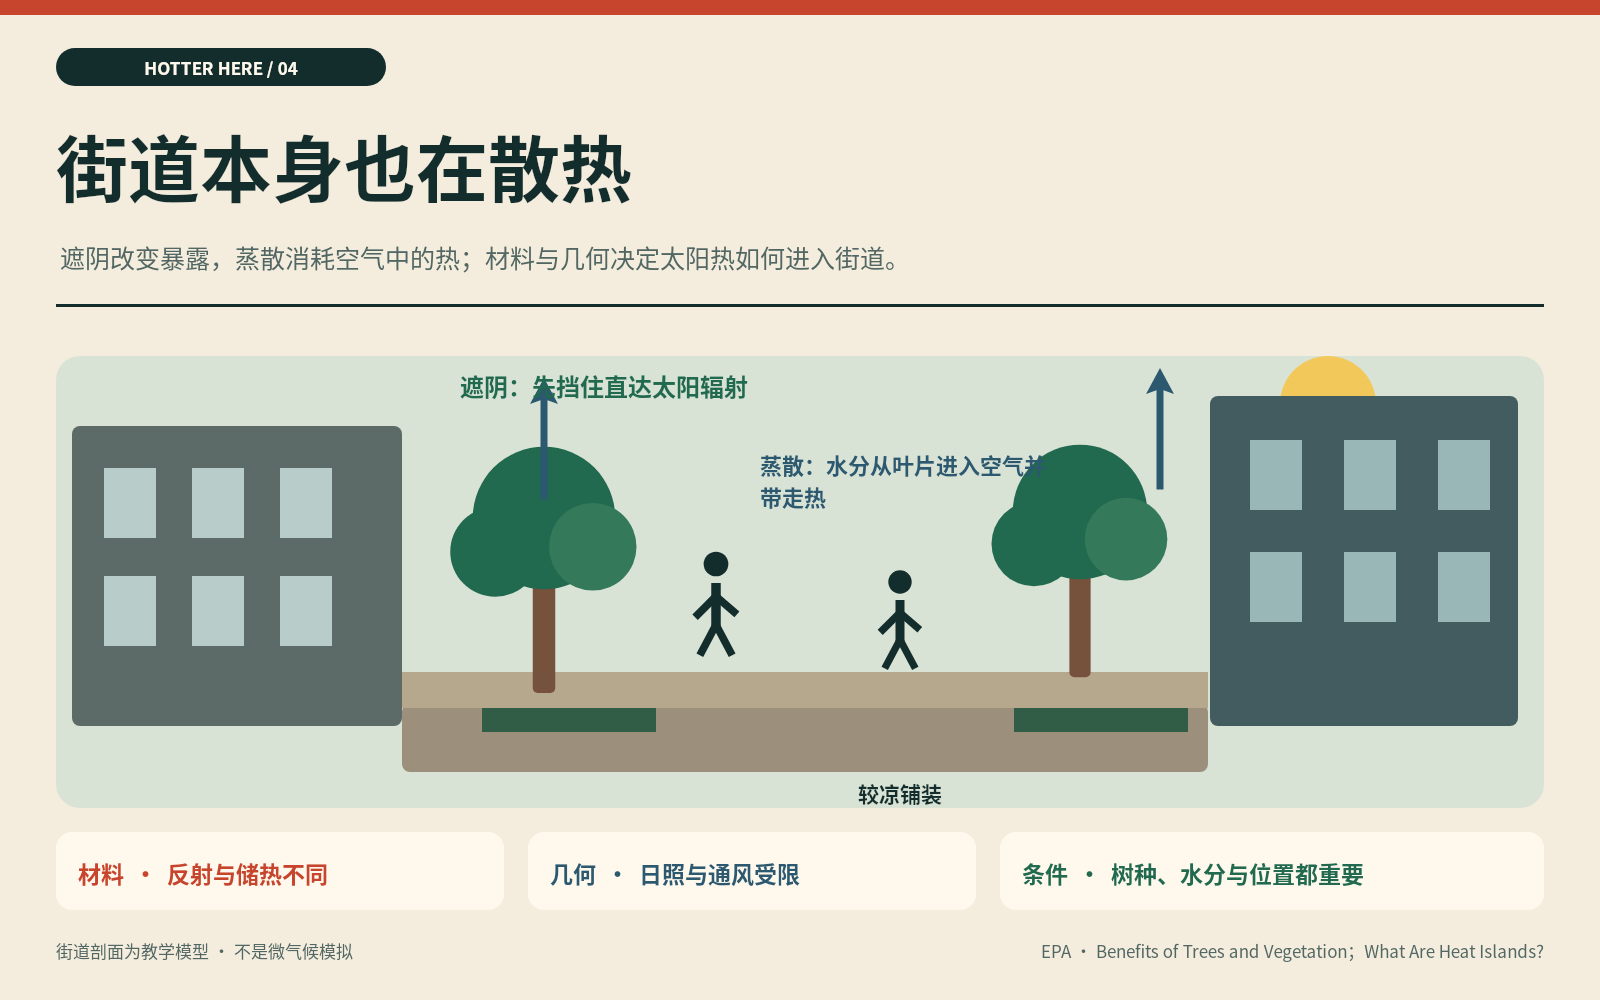 HOTTER HERE / 04
街道本身也在散热
遮阴改变暴露，蒸散消耗空气中的热；材料与几何决定太阳热如何进入街道。
遮阴：先挡住直达太阳辐射
蒸散：水分从叶片进入空气并
带走热
较凉铺装
材料 · 反射与储热不同
几何 · 日照与通风受限
条件 · 树种、水分与位置都重要
街道剖面为教学模型 · 不是微气候模拟
EPA · Benefits of Trees and Vegetation；What Are Heat Islands?